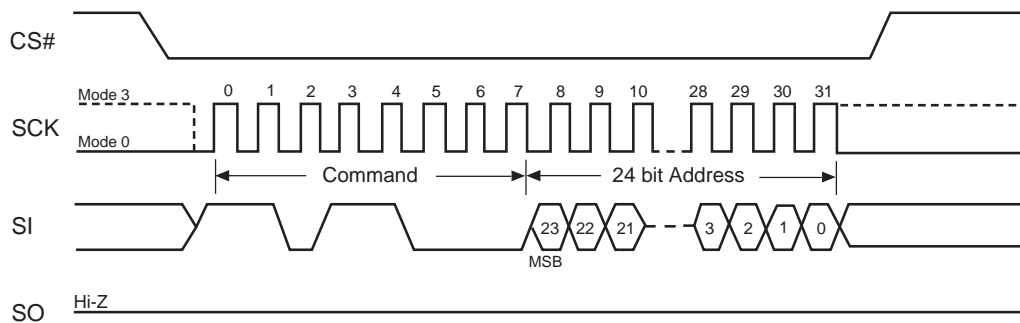 CS#
Mode 3
0 1 2 3 4 5 6 7 8 9 10 28 29 30 31
SCK
Mode 0
Command 24 bit Address
SI
23 22 21 3 2 1 0
MSB
Hi-Z
SO